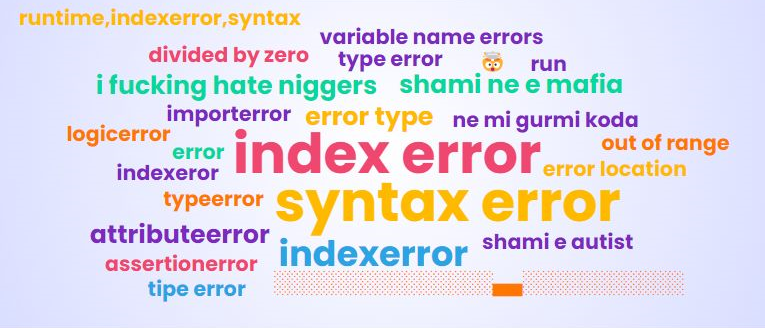 runtime,indexerror,syntax
variable name errors
divided by zero type error 🤯 run
i fucking hate niggers shami ne e mafia
importerror error type ne mi gurmi koda
logicerror index error out of range
error error location
indexeror
typeerror syntax error
attributeerror indexerror shami e autist
assertionerror
tipe error